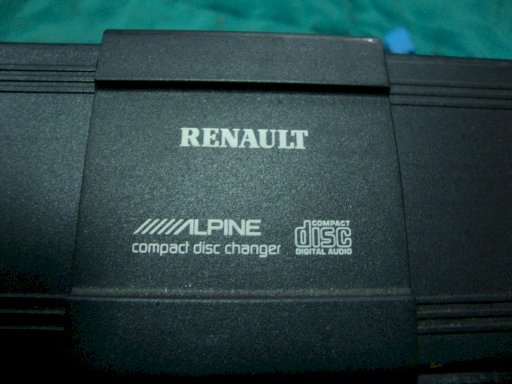 RENAULT
ALPINE
compact disc changer
COMPACT
disc
DIGITAL AUDIO